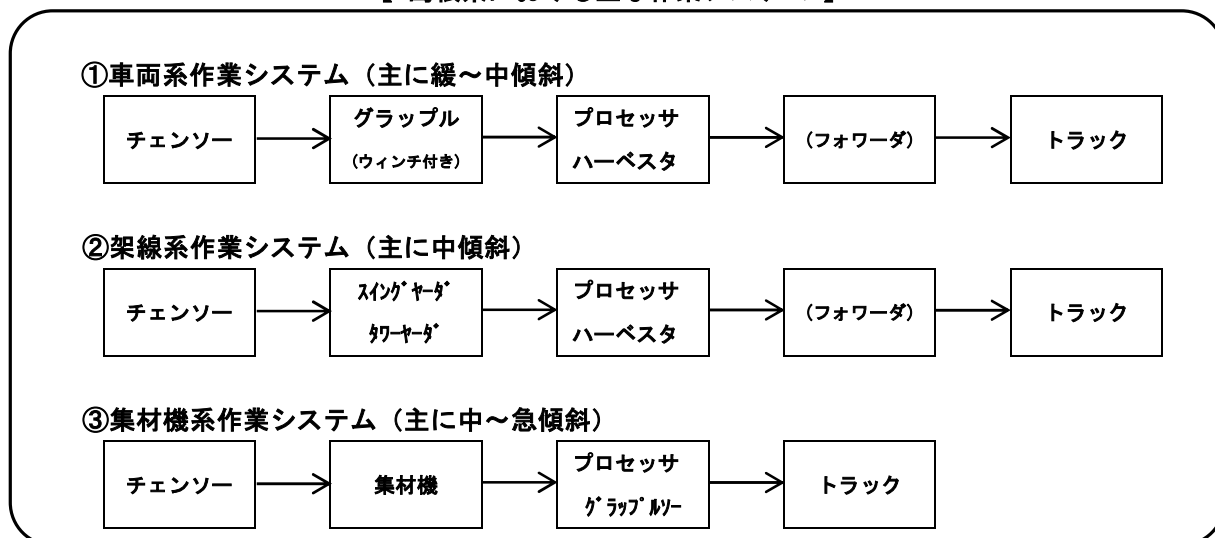 ①車両系作業システム（主に緩～中傾斜）
チェンソー
グラップル
（ウィンチ付き）
プロセッサ
ハーベスタ
（フォワーダ）
トラック
②架線系作業システム（主に中傾斜）
チェンソー
ｽｲﾝｸﾞﾔｰﾀﾞ
ﾀﾜｰﾔｰﾀﾞ
プロセッサ
ハーベスタ
（フォワーダ）
トラック
③集材機系作業システム（主に中～急傾斜）
チェンソー
集材機
プロセッサ
ｸﾞﾗｯﾌﾟﾙｿｰ
トラック